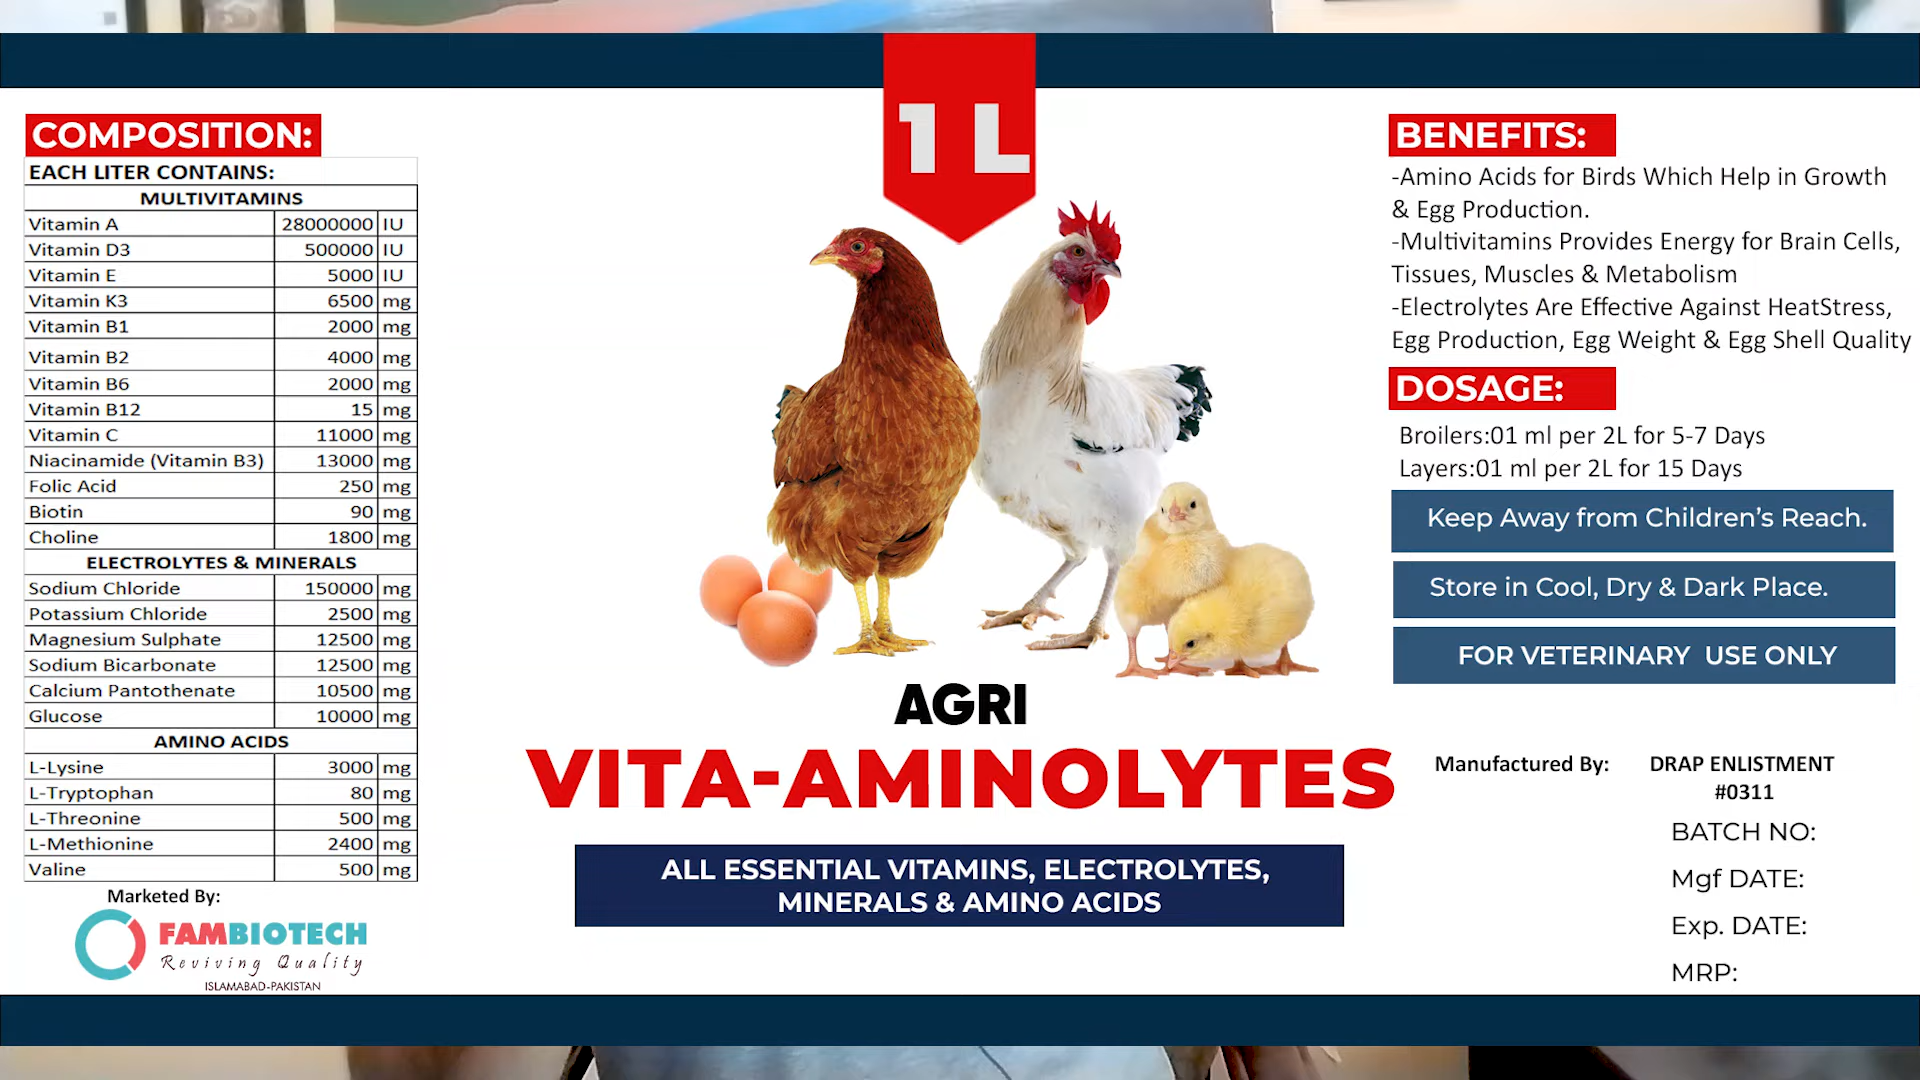 1 L
COMPOSITION:
EACH LITER CONTAINS:
MULTIVITAMINS
Vitamin A 28000000 IU
Vitamin D3 500000 IU
Vitamin E 5000 IU
Vitamin K3 6500 mg
Vitamin B1 2000 mg
Vitamin B2 4000 mg
Vitamin B6 2000 mg
Vitamin B12 15 mg
Vitamin C 11000 mg
Niacinamide (Vitamin B3) 13000 mg
Folic Acid 250 mg
Biotin 90 mg
Choline 1800 mg
ELECTROLYTES & MINERALS
Sodium Chloride 150000 mg
Potassium Chloride 2500 mg
Magnesium Sulphate 12500 mg
Sodium Bicarbonate 12500 mg
Calcium Pantothenate 10500 mg
Glucose 10000 mg
AMINO ACIDS
L-Lysine 3000 mg
L-Tryptophan 80 mg
L-Threonine 500 mg
L-Methionine 2400 mg
Valine 500 mg
Marketed By:
FAMBIOTECH
Reviving Quality
ISLAMABAD-PAKISTAN
AGRI
VITA-AMINOLYTES
ALL ESSENTIAL VITAMINS, ELECTROLYTES,
MINERALS & AMINO ACIDS
BENEFITS:
-Amino Acids for Birds Which Help in Growth
& Egg Production.
-Multivitamins Provides Energy for Brain Cells,
Tissues, Muscles & Metabolism
-Electrolytes Are Effective Against HeatStress,
Egg Production, Egg Weight & Egg Shell Quality
DOSAGE:
Broilers:01 ml per 2L for 5-7 Days
Layers:01 ml per 2L for 15 Days
Keep Away from Children's Reach.
Store in Cool, Dry & Dark Place.
FOR VETERINARY USE ONLY
Manufactured By:
DRAP ENLISTMENT
#0311
BATCH NO:
Mgf DATE:
Exp. DATE:
MRP: